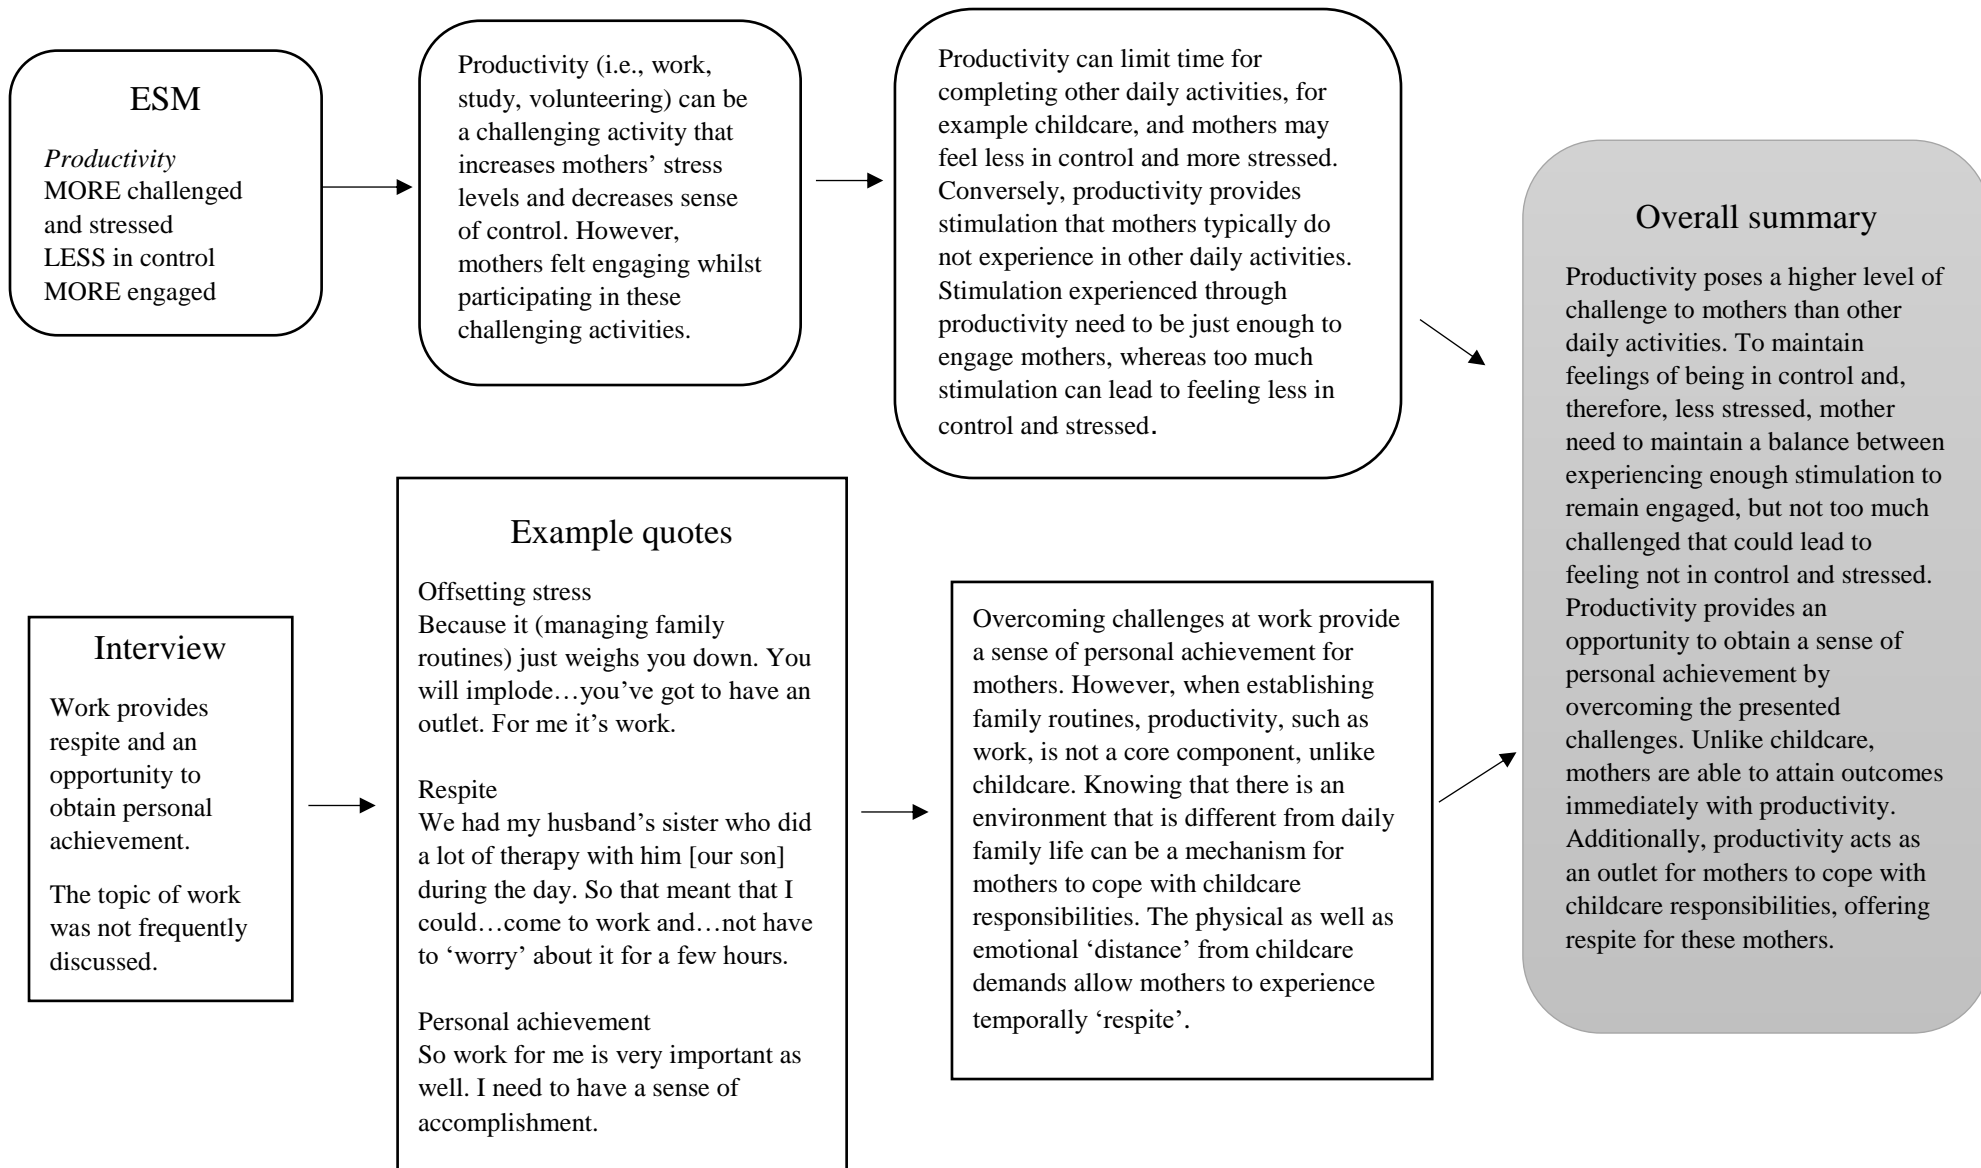 ESM
Productivity
MORE challenged
and stressed
LESS in control
MORE engaged
Productivity (i.e., work,
study, volunteering) can be
a challenging activity that
increases mothers’ stress
levels and decreases sense
of control. However,
mothers felt engaging whilst
participating in these
challenging activities.
Productivity can limit time for
completing other daily activities, for
example childcare, and mothers may
feel less in control and more stressed.
Conversely, productivity provides
stimulation that mothers typically do
not experience in other daily activities.
Stimulation experienced through
productivity need to be just enough to
engage mothers, whereas too much
stimulation can lead to feeling less in
control and stressed.
Interview
Work provides
respite and an
opportunity to
obtain personal
achievement.
The topic of work
was not frequently
discussed.
Example quotes
Offsetting stress
Because it (managing family
routines) just weighs you down. You
will implode…you’ve got to have an
outlet. For me it’s work.
Respite
We had my husband’s sister who did
a lot of therapy with him [our son]
during the day. So that meant that I
could…come to work and…not have
to ‘worry’ about it for a few hours.
Personal achievement
So work for me is very important as
well. I need to have a sense of
accomplishment.
Overcoming challenges at work provide
a sense of personal achievement for
mothers. However, when establishing
family routines, productivity, such as
work, is not a core component, unlike
childcare. Knowing that there is an
environment that is different from daily
family life can be a mechanism for
mothers to cope with childcare
responsibilities. The physical as well as
emotional ‘distance’ from childcare
demands allow mothers to experience
temporally ‘respite’.
Overall summary
Productivity poses a higher level of
challenge to mothers than other
daily activities. To maintain
feelings of being in control and,
therefore, less stressed, mother
need to maintain a balance between
experiencing enough stimulation to
remain engaged, but not too much
challenged that could lead to
feeling not in control and stressed.
Productivity provides an
opportunity to obtain a sense of
personal achievement by
overcoming the presented
challenges. Unlike childcare,
mothers are able to attain outcomes
immediately with productivity.
Additionally, productivity acts as
an outlet for mothers to cope with
childcare responsibilities, offering
respite for these mothers.